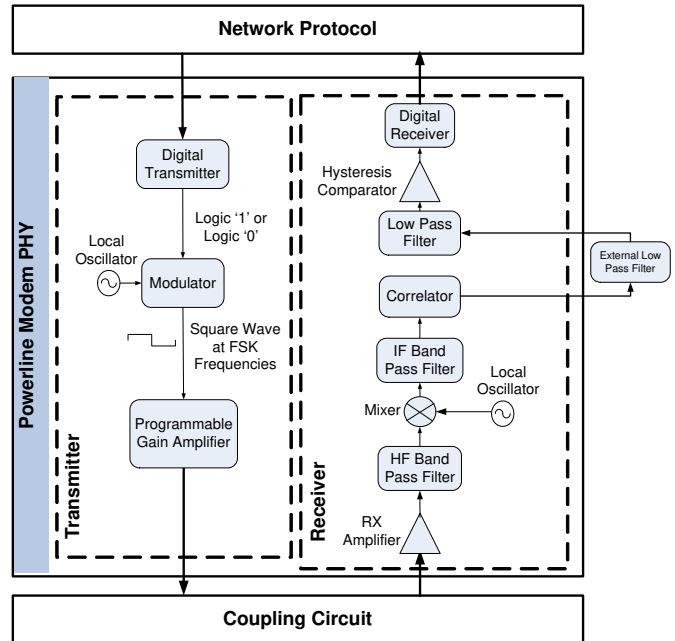 Network Protocol
Powerline Modem PHY
Transmitter
Digital
Transmitter
Logic '1' or
Logic '0'
Local
Oscillator
Modulator
Square Wave
at FSK
Frequencies
Programmable
Gain Amplifier
Receiver
Digital
Receiver
Hysteresis
Comparator
Low Pass
Filter
External Low
Pass Filter
Correlator
IF Band
Pass Filter
Local
Oscillator
Mixer
HF Band
Pass Filter
RX
Amplifier
Coupling Circuit